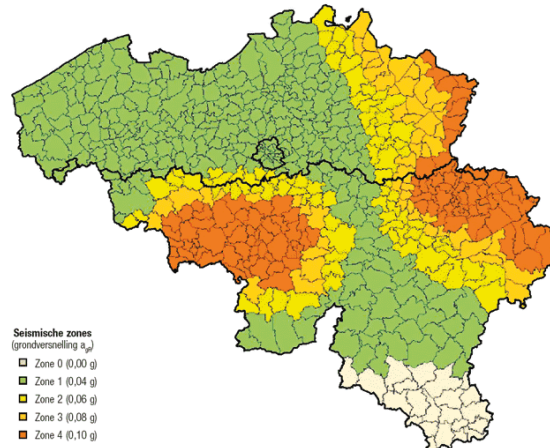 Seismische zones
(grondversnelling agR)
Zone 0 (0,00 g)
Zone 1 (0,04 g)
Zone 2 (0,06 g)
Zone 3 (0,08 g)
Zone 4 (0,10 g)